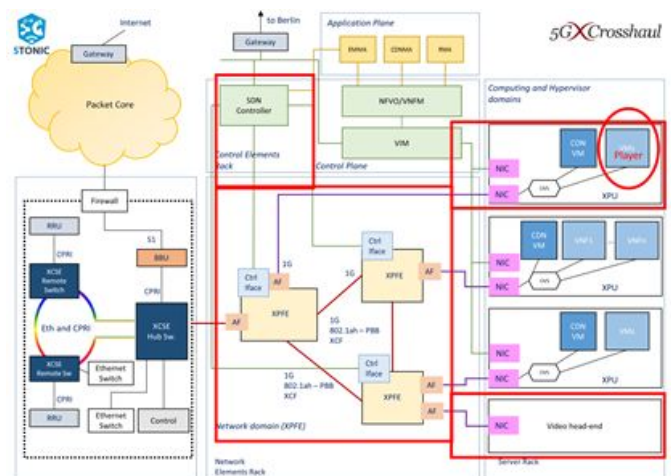 5TONIC
Internet
Gateway
Packet Core
to Berlin
Gateway
Application Plane
EMMA
CDNMA
RMA
5GXCrosshaul
SDN
Controller
NFVO/VNFM
VIM
Control Elements
Rack
Control Plane
Computing and Hypervisor
domains
CDN
VM
Player
NIC
NIC
XPU
Firewall
S1
RRU
CPRI
BBU
XCSE
Remote
Switch
CPRI
Eth and CPRI
XCSE
Hub Sw.
XCSE
Remote Sw
Ethernet
Switch
CPRI
RRU
Ethernet
Switch
Control
Ctrl
Iface
1G
AF
AF
XPFE
1G
Ctrl
Iface
XPFE
AF
1G
802.1ah – PBB
XCF
1G
802.1ah – PBB
XCF
Ctrl
Iface
XPFE
AF
AF
Network domain (XPFE)
Network
Elements Rack
CDN
VM
NIC
NIC
XPU
CDN
VM
NIC
NIC
XPU
NIC
Video head-end
Server Rack